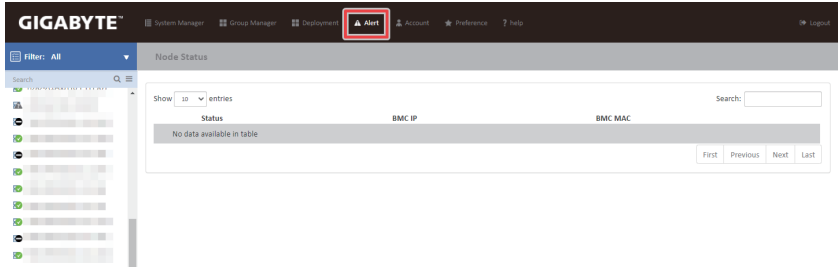 GIGABYTE™ System Manager Group Manager Deployment Alert Account Preference ? help Logout
Filter: All
Node Status
Search
Show 10 entries Search:
Status BMC IP BMC MAC
No data available in table
First Previous Next Last